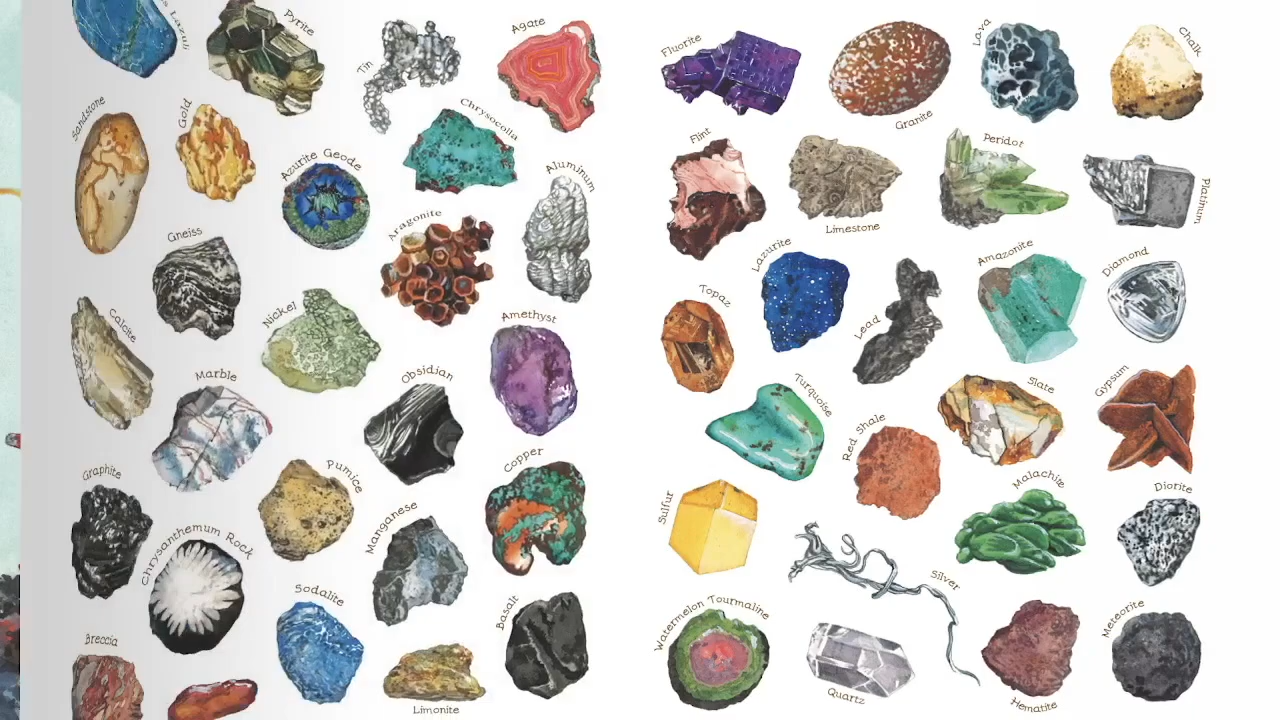 s Lazuli
Pyrite
Tin
Agate
Sandstone
Gold
Chrysocolla
Azurite Geode
Aluminum
Gneiss
Aragonite
Calcite
Nickel
Amethyst
Marble
Obsidian
Graphite
Pumice
Copper
Chrysanthemum Rock
Manganese
Sodalite
Basalt
Breccia
Limonite
Fluorite
Granite
Lava
Chalk
Flint
Limestone
Peridot
Platinum
Lazurite
Amazonite
Diamond
Topaz
Lead
Turquoise
Red Shale
Slate
Gypsum
Sulfur
Malachite
Diorite
Silver
Watermelon Tourmaline
Quartz
Hematite
Meteorite